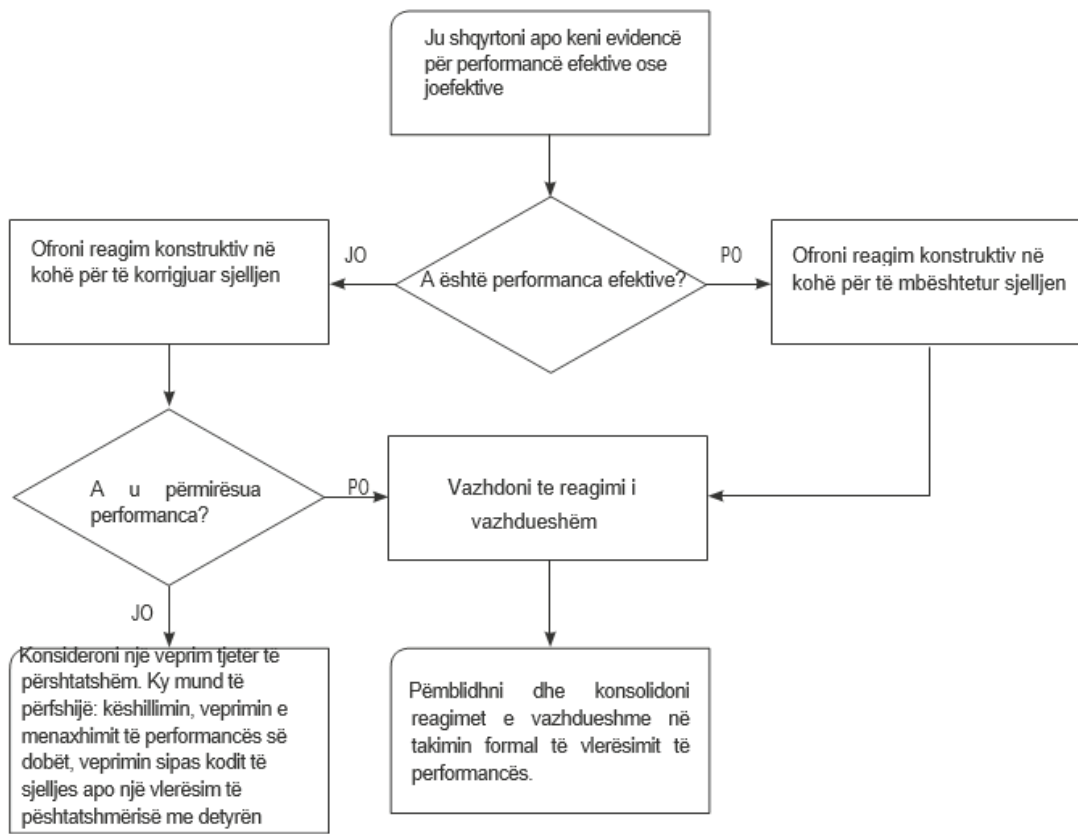 Ju shqyrtoni apo keni evidencë
për performancë efektive ose
joefektive
Ofroni reagim konstruktiv në
kohë për të korrigjuar sjelljen
JO
A është performanca efektive?
PO
Ofroni reagim konstruktiv në
kohë për të mbështetur sjelljen
A u përmirësua
performanca?
PO
Vazhdoni te reagimi i
vazhdueshëm
JO
Konsideroni një veprim tjeter të
përshtatshëm. Ky mund të
përfshijë: këshillimin, veprimin e
menaxhimit të performancës së
dobët, veprimin sipas kodit të
sjelljes apo një vlerësim të
pështatshmërisë me detyrën
Pëmblidhni dhe konsolidoni
reagimet e vazhdueshme në
takimin formal të vlerësimit të
performancës.